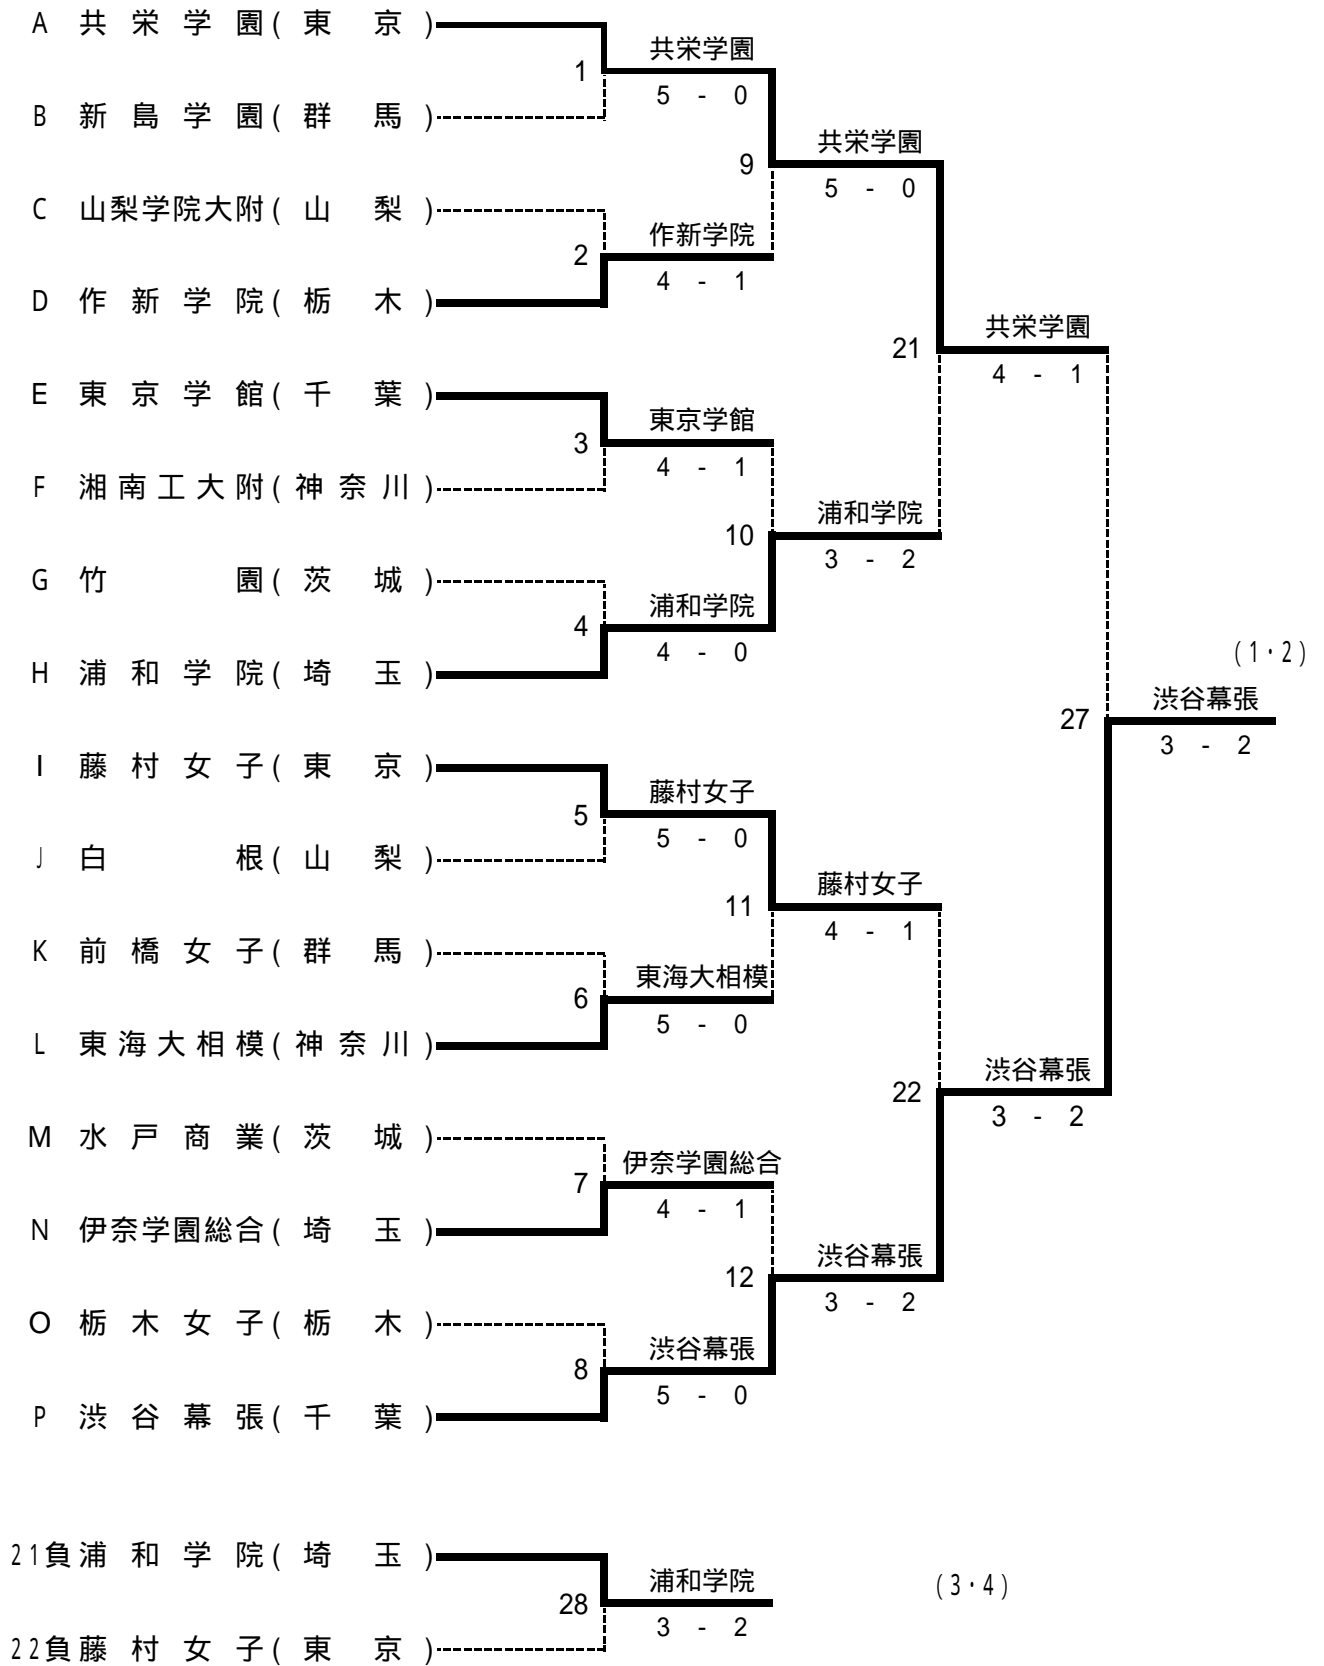 A 共栄学園(東京)
共栄学園
1
5 - 0
B 新島学園(群馬)
共栄学園
9
5 - 0
C 山梨学院大附(山梨)
作新学院
2
4 - 1
D 作新学院(栃木)
共栄学園
21
4 - 1
E 東京学館(千葉)
東京学館
3
4 - 1
F 湘南工大附(神奈川)
浦和学院
10
3 - 2
G 竹園(茨城)
浦和学院
4
4 - 0
H 浦和学院(埼玉)
(1・2)
渋谷幕張
27
3 - 2
I 藤村女子(東京)
藤村女子
5
5 - 0
J 白根(山梨)
藤村女子
11
4 - 1
K 前橋女子(群馬)
東海大相模
6
5 - 0
L 東海大相模(神奈川)
渋谷幕張
22
3 - 2
M 水戸商業(茨城)
伊奈学園総合
7
4 - 1
N 伊奈学園総合(埼玉)
渋谷幕張
12
3 - 2
O 栃木女子(栃木)
渋谷幕張
8
5 - 0
P 渋谷幕張(千葉)
21負浦和学院(埼玉)
浦和学院
(3・4)
28
3 - 2
22負藤村女子(東京)